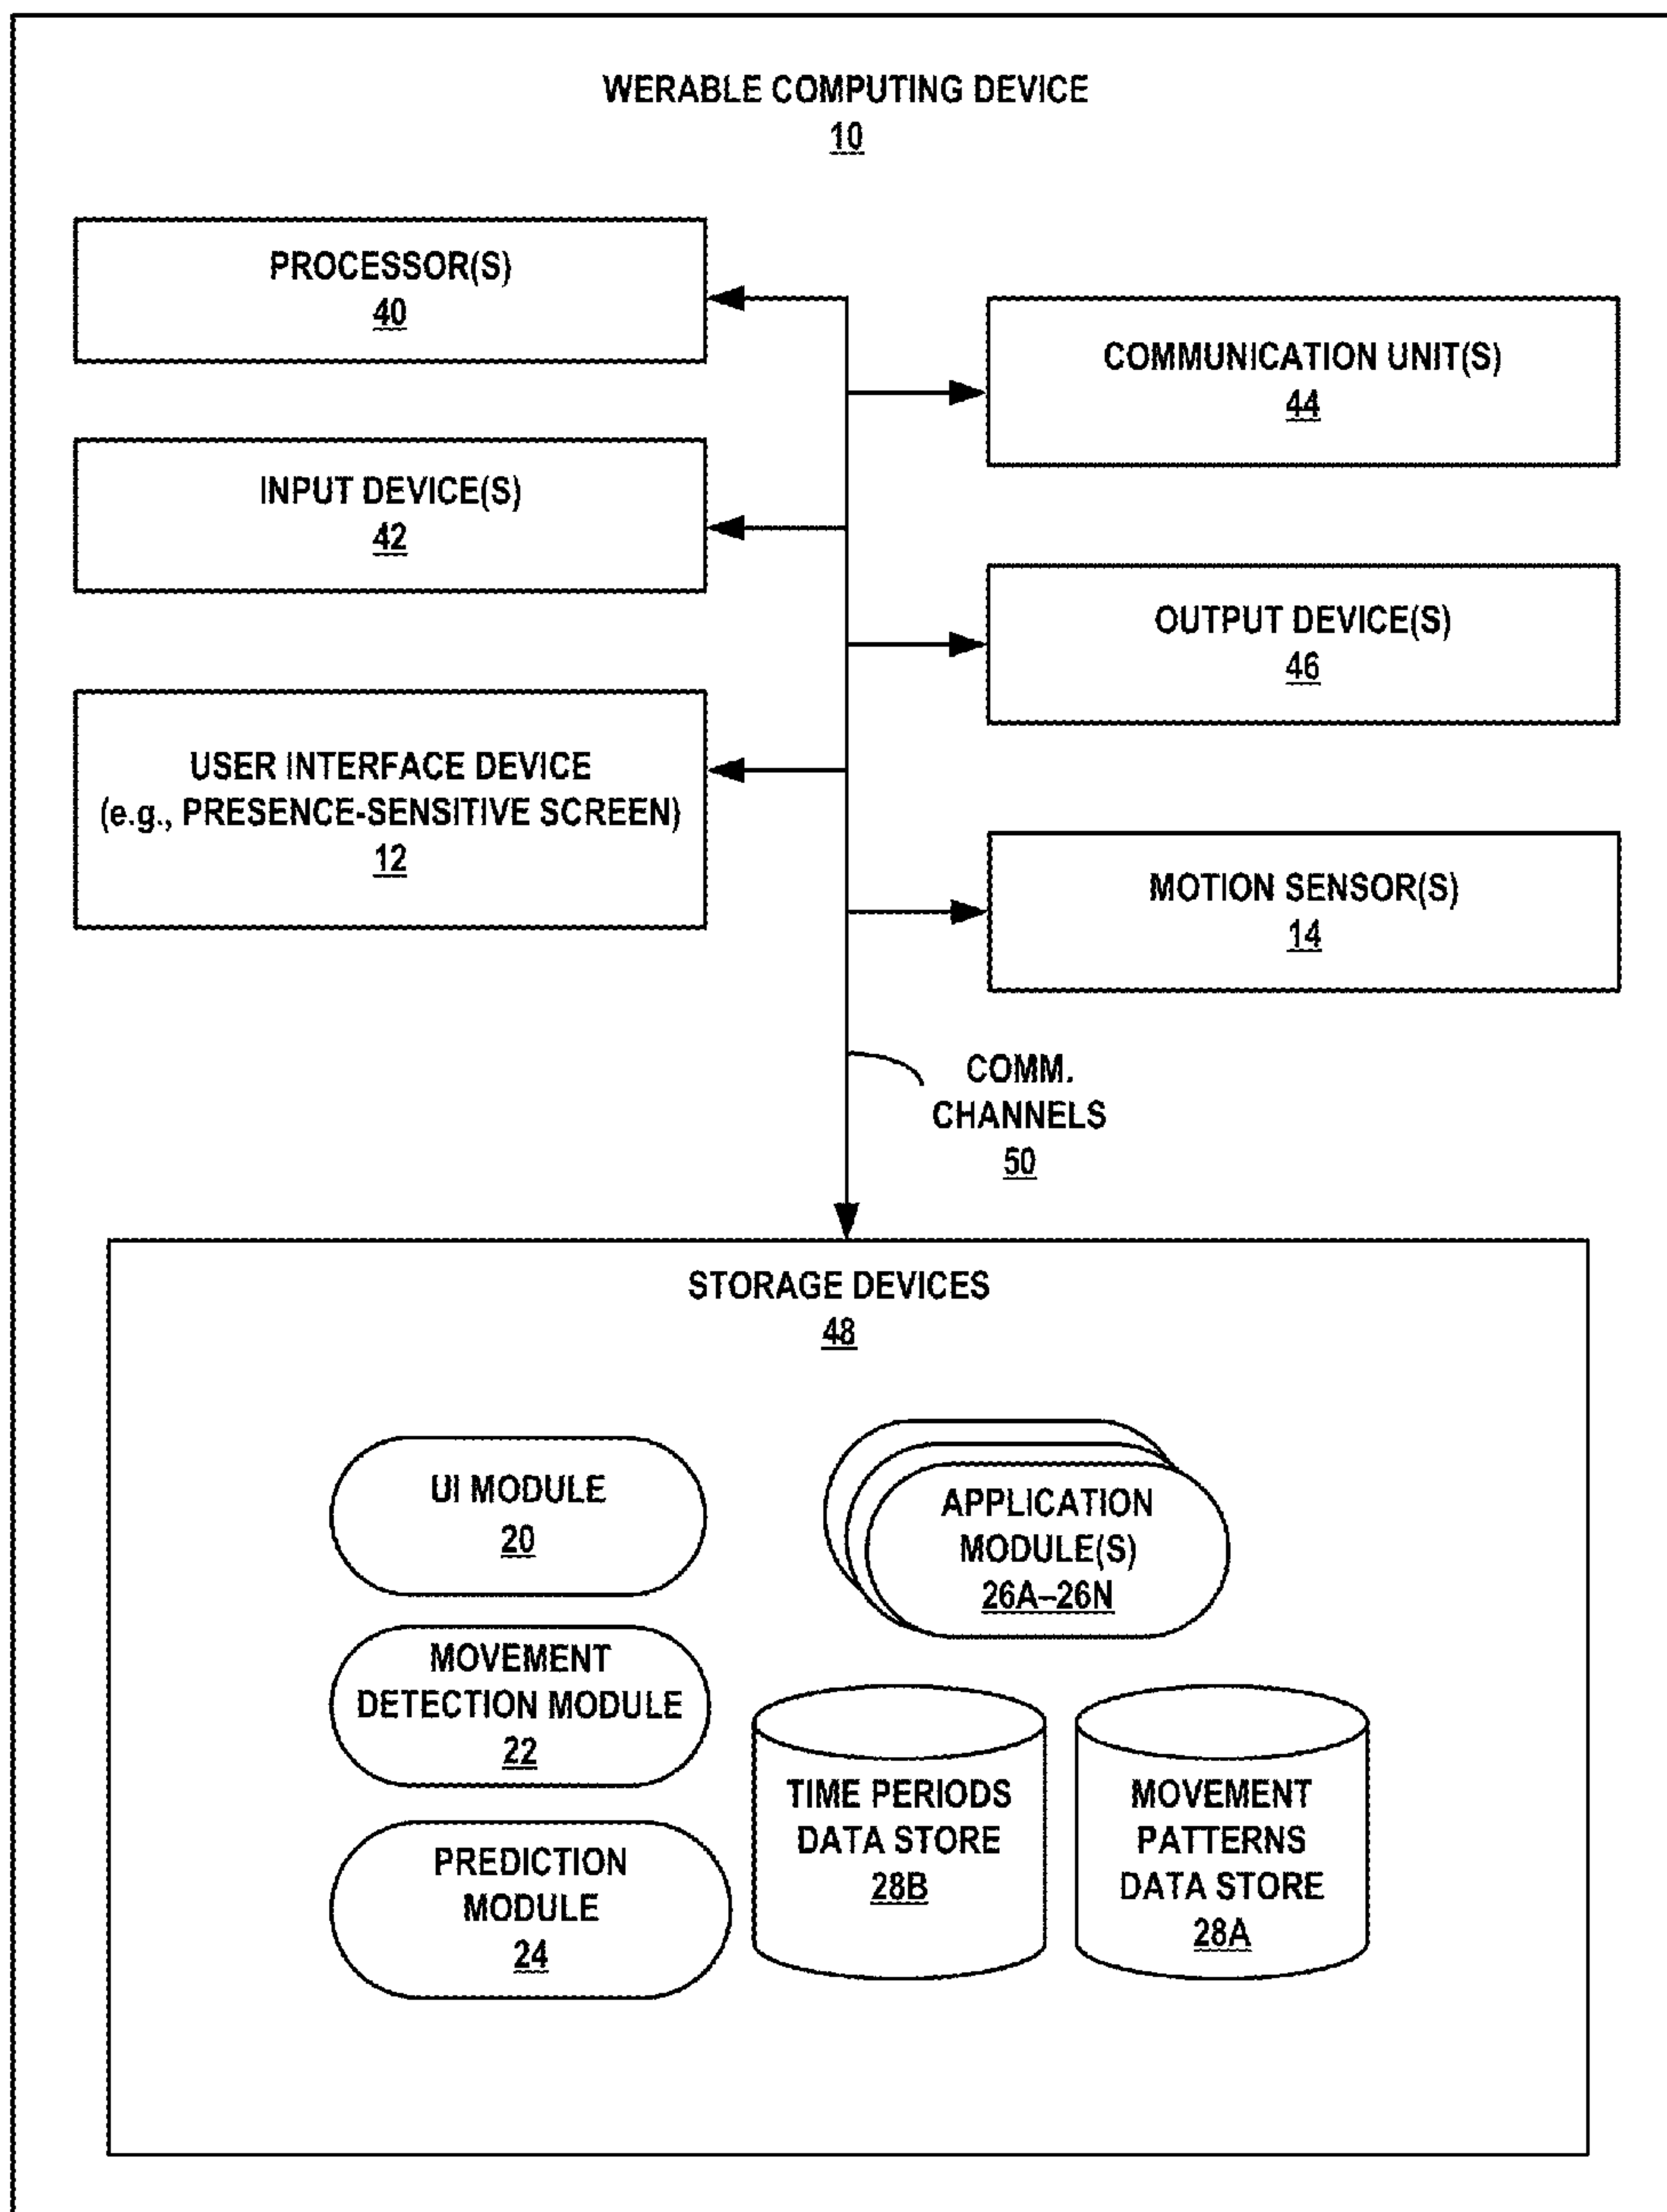 WERABLE COMPUTING DEVICE
10
PROCESSOR(S)
40
COMMUNICATION UNIT(S)
44
INPUT DEVICE(S)
42
OUTPUT DEVICE(S)
46
USER INTERFACE DEVICE
(e.g., PRESENCE-SENSITIVE SCREEN)
12
MOTION SENSOR(S)
14
COMM.
CHANNELS
50
STORAGE DEVICES
48
UI MODULE
20
APPLICATION
MODULE(S)
26A–26N
MOVEMENT
DETECTION MODULE
22
PREDICTION
MODULE
24
TIME PERIODS
DATA STORE
28B
MOVEMENT
PATTERNS
DATA STORE
28A